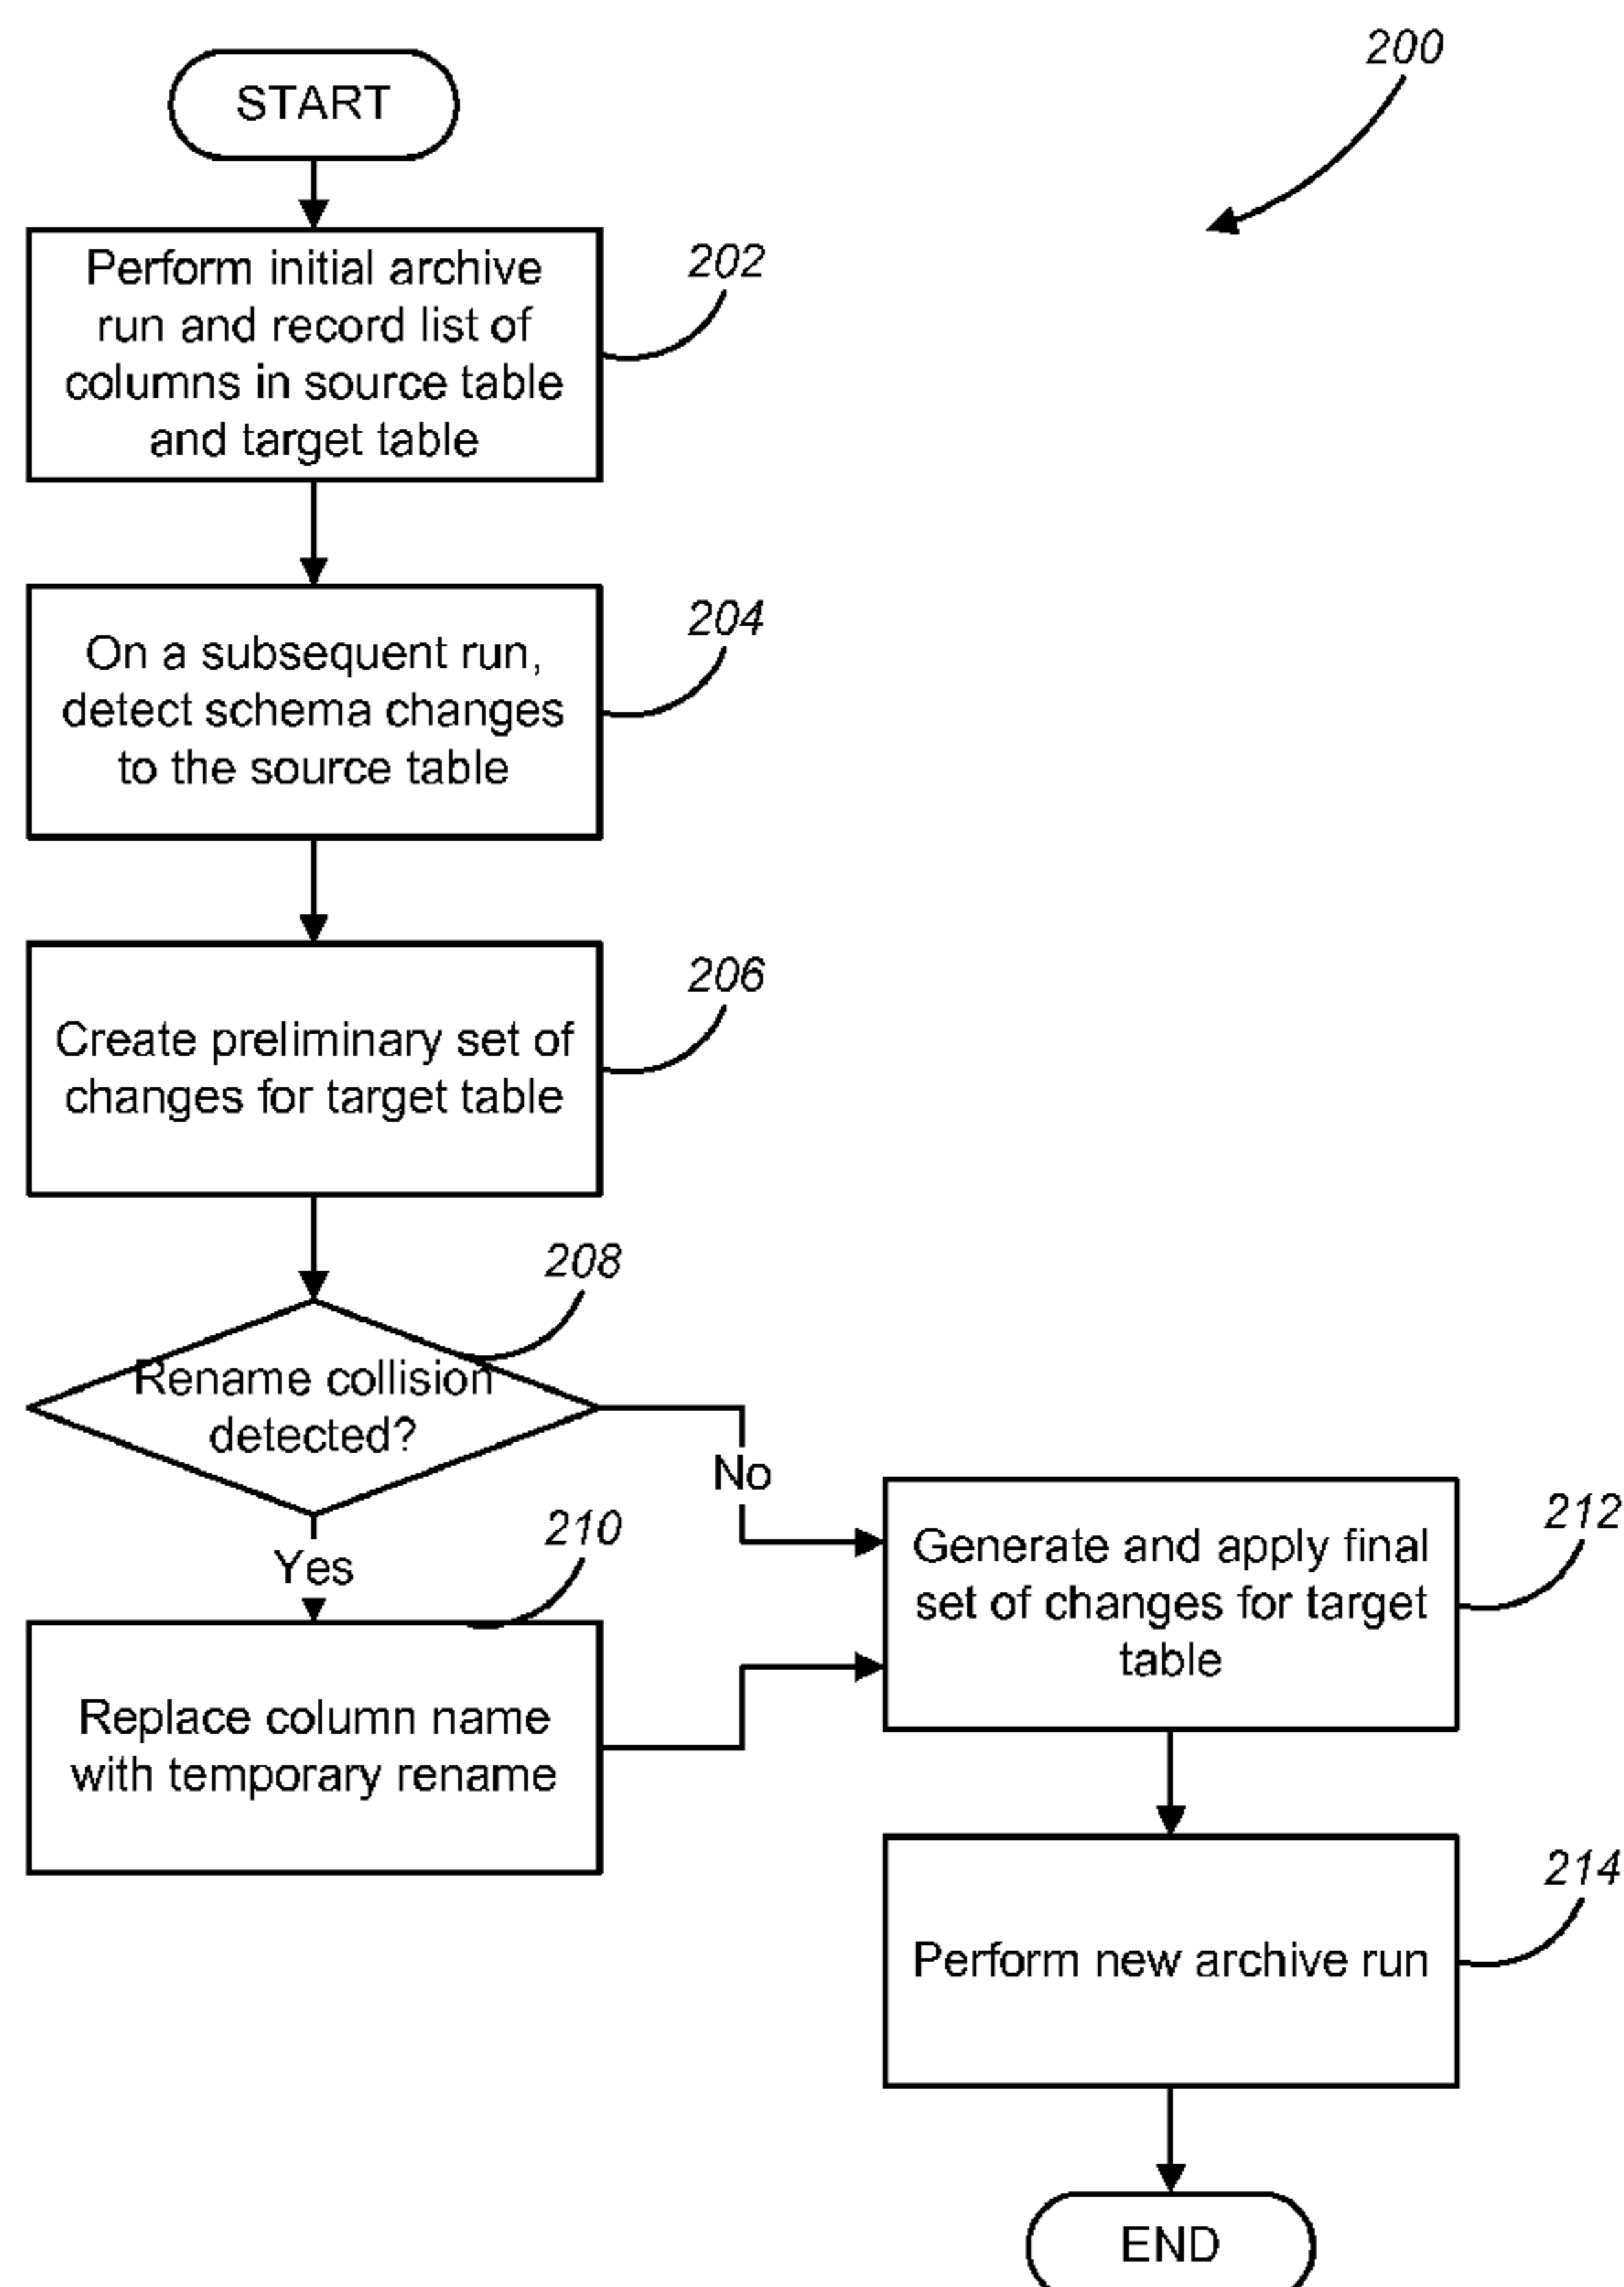 200
START
Perform initial archive
run and record list of
columns in source table
and target table
202
On a subsequent run,
detect schema changes
to the source table
204
Create preliminary set of
changes for target table
206
Rename collision
detected?
208
No
Yes
Replace column name
with temporary rename
210
Generate and apply final
set of changes for target
table
212
Perform new archive run
214
END